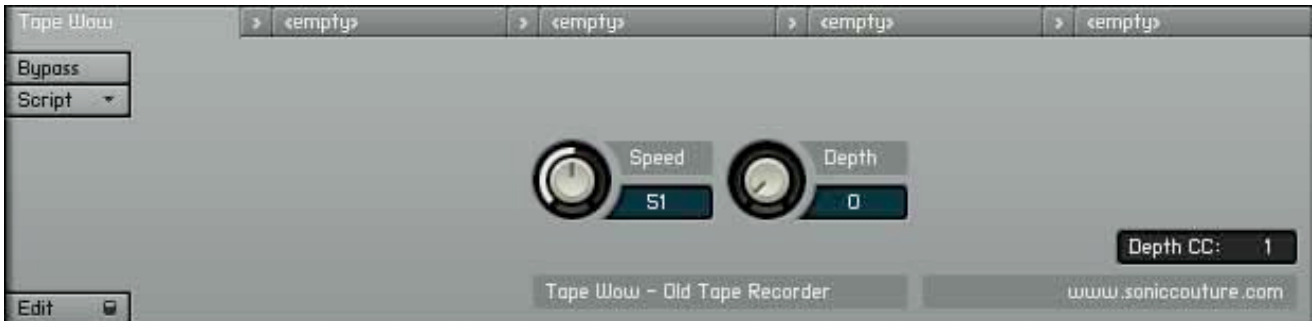 Tape Wow > <empty> > <empty> > <empty> > <empty>
Bypass
Script
Speed Depth
51 0
Depth CC: 1
Tape Wow - Old Tape Recorder www.soniccouture.com
Edit